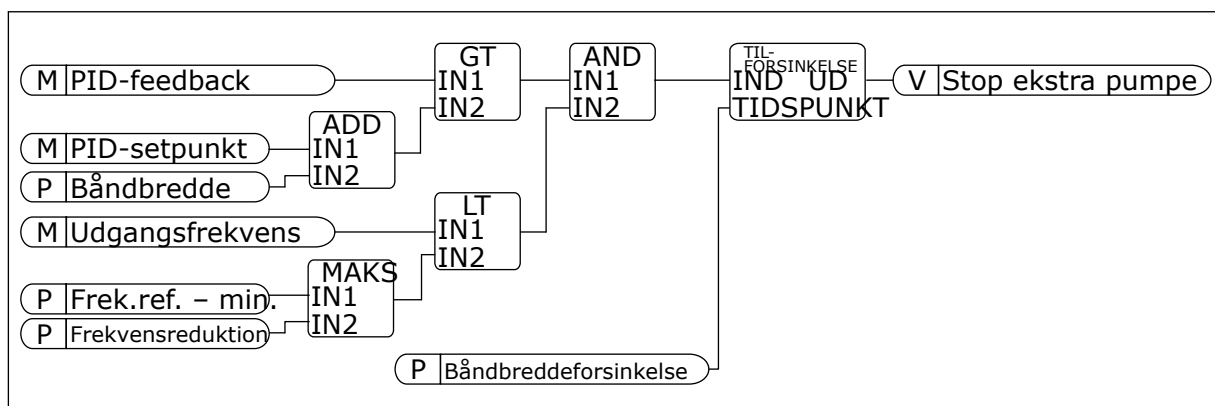 GT
AND
TIL-
FORSINKELSE
M PID-feedback
IN1
IN1
IND UD
V Stop ekstra pumpe
IN2
IN2
TIDSPUNKT
ADD
M PID-setpunkt
IN1
P Båndbredde
IN2
LT
M Udgangsfrekvens
IN1
IN2
MAKS
P Frek.ref. – min.
IN1
P Frekvensreduktion
IN2
P Båndbreddeforsinkelse